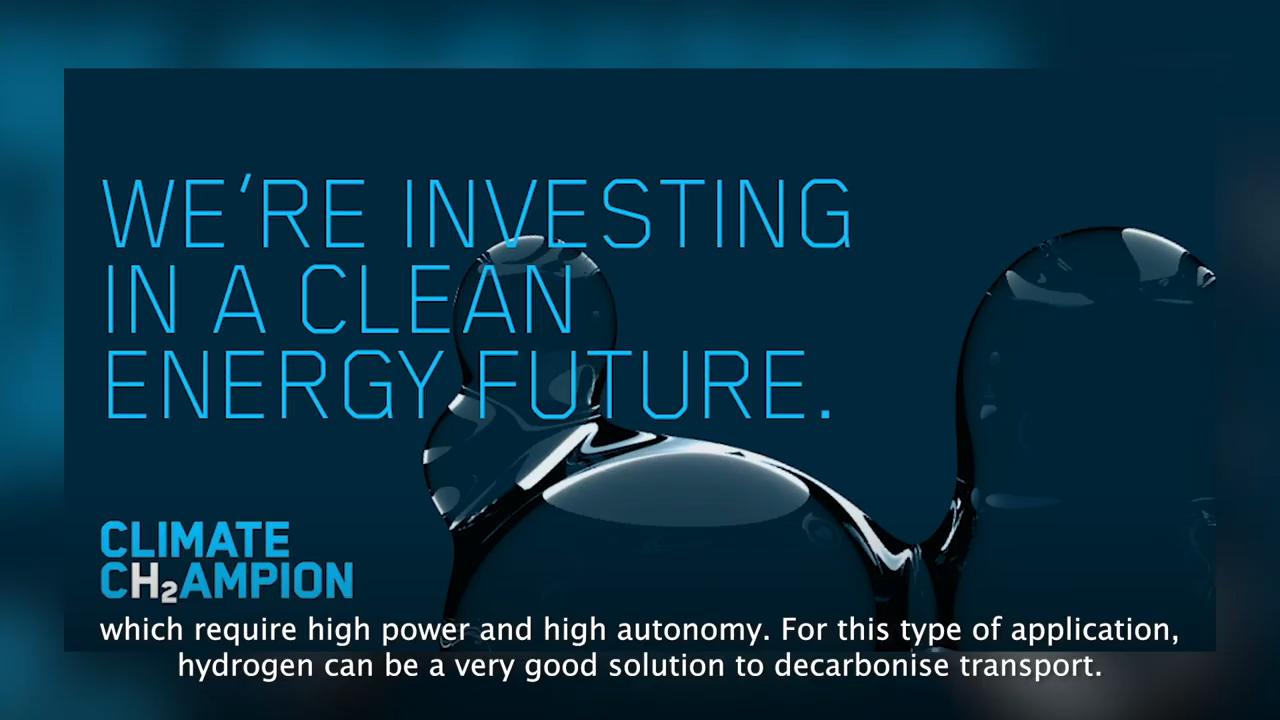 WE'RE INVESTING
IN A CLEAN
ENERGY FUTURE.
CLIMATE
CH₂AMPION
which require high power and high autonomy. For this type of application,
hydrogen can be a very good solution to decarbonise transport.